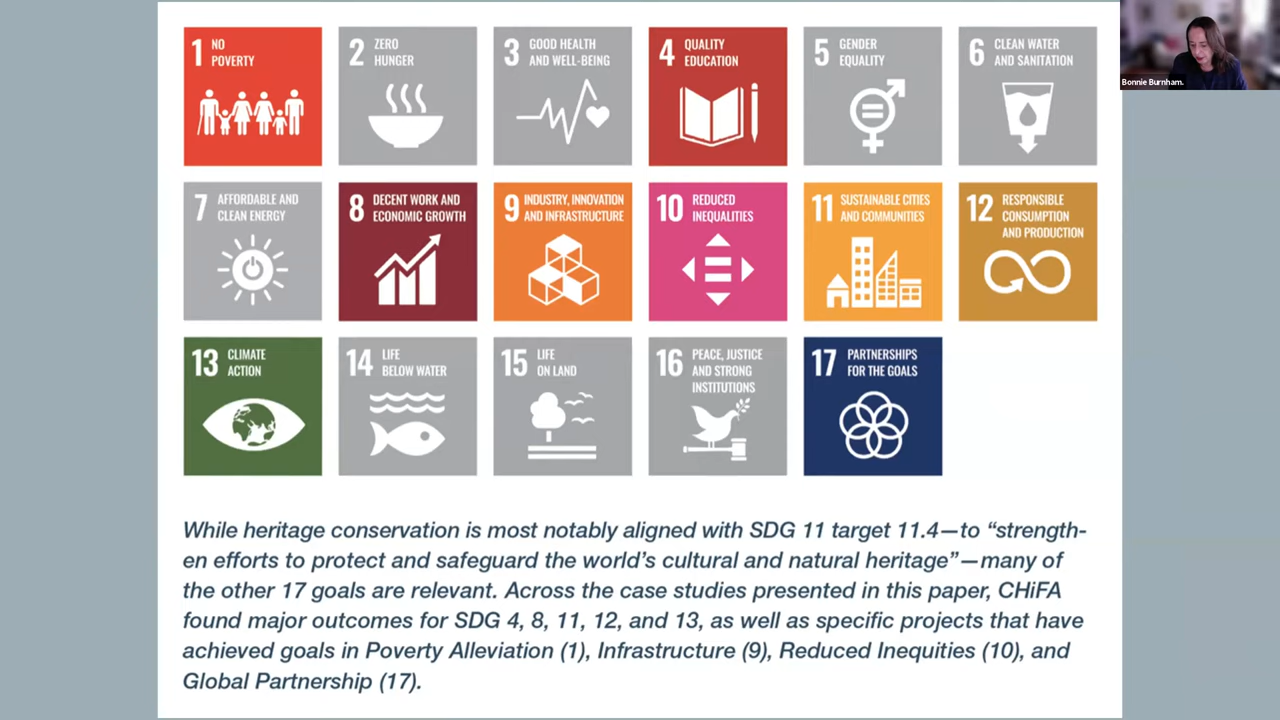 1 NO POVERTY
2 ZERO HUNGER
3 GOOD HEALTH AND WELL-BEING
4 QUALITY EDUCATION
5 GENDER EQUALITY
6 CLEAN WATER AND SANITATION
7 AFFORDABLE AND CLEAN ENERGY
8 DECENT WORK AND ECONOMIC GROWTH
9 INDUSTRY, INNOVATION AND INFRASTRUCTURE
10 REDUCED INEQUALITIES
11 SUSTAINABLE CITIES AND COMMUNITIES
12 RESPONSIBLE CONSUMPTION AND PRODUCTION
13 CLIMATE ACTION
14 LIFE BELOW WATER
15 LIFE ON LAND
16 PEACE, JUSTICE AND STRONG INSTITUTIONS
17 PARTNERSHIPS FOR THE GOALS
While heritage conservation is most notably aligned with SDG 11 target 11.4—to “strength-
en efforts to protect and safeguard the world’s cultural and natural heritage”—many of
the other 17 goals are relevant. Across the case studies presented in this paper, CHiFA
found major outcomes for SDG 4, 8, 11, 12, and 13, as well as specific projects that have
achieved goals in Poverty Alleviation (1), Infrastructure (9), Reduced Inequities (10), and
Global Partnership (17).
Bonnie Burnham.